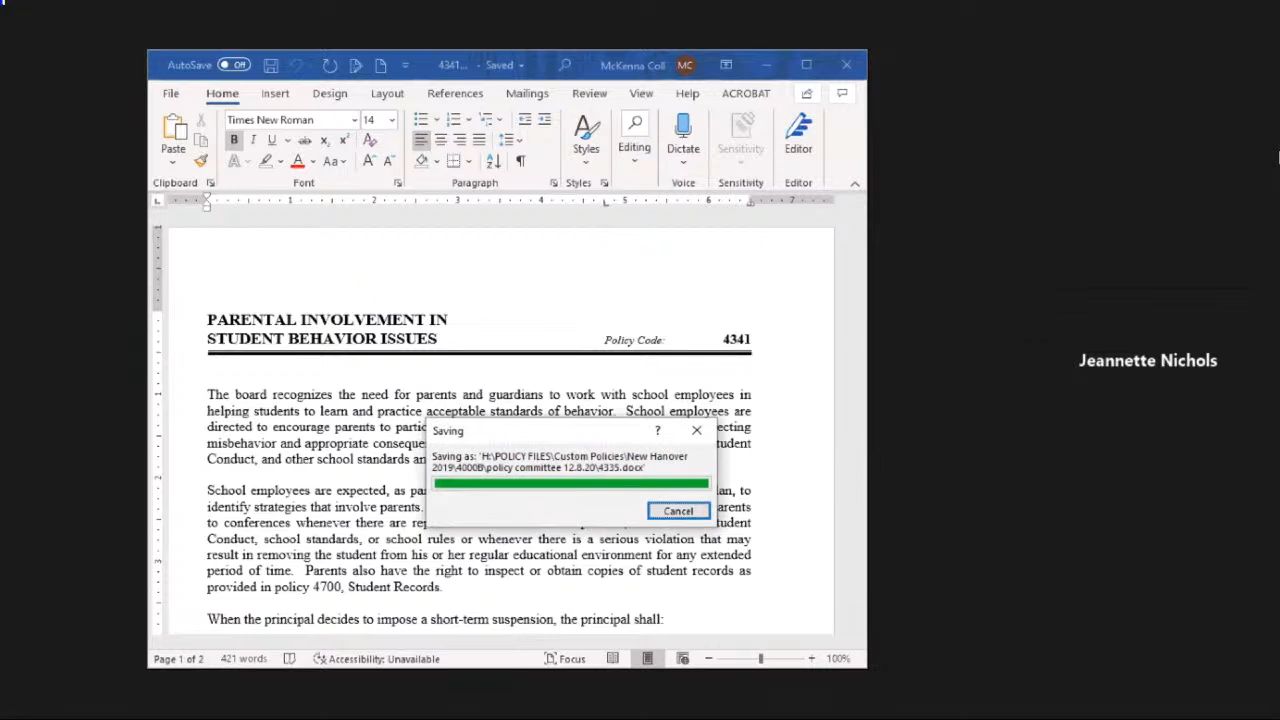 AutoSave Off 4341... - Saved McKenna Coll MC
File Home Insert Design Layout References Mailings Review View Help ACROBAT
Times New Roman 14
Paste Styles Editing Dictate Sensitivity Editor
Clipboard Font Paragraph Styles Voice Sensitivity Editor
1 2 3 4 5 6 7
PARENTAL INVOLVEMENT IN
STUDENT BEHAVIOR ISSUES Policy Code: 4341
The board recognizes the need for parents and guardians to work with school employees in
helping students to learn and practice acceptable standards of behavior. School employees are
directed to encourage parents to
misbehavior and appropriate
Conduct, and other school standards
Saving
Saving as: 'H:\POLICY FILES\Custom Policies\New Hanover
2019\4000B\policy committee 12.8.20\4335.docx'
Cancel
School employees are expected, as to
identify strategies that involve parents.
to conferences whenever there are
Conduct, school standards, or school rules or whenever there is a serious violation that may
result in removing the student from his or her regular educational environment for any extended
period of time. Parents also have the right to inspect or obtain copies of student records as
provided in policy 4700, Student Records.
When the principal decides to impose a short-term suspension, the principal shall:
Page 1 of 2 421 words Accessibility: Unavailable Focus 100%
Jeannette Nichols